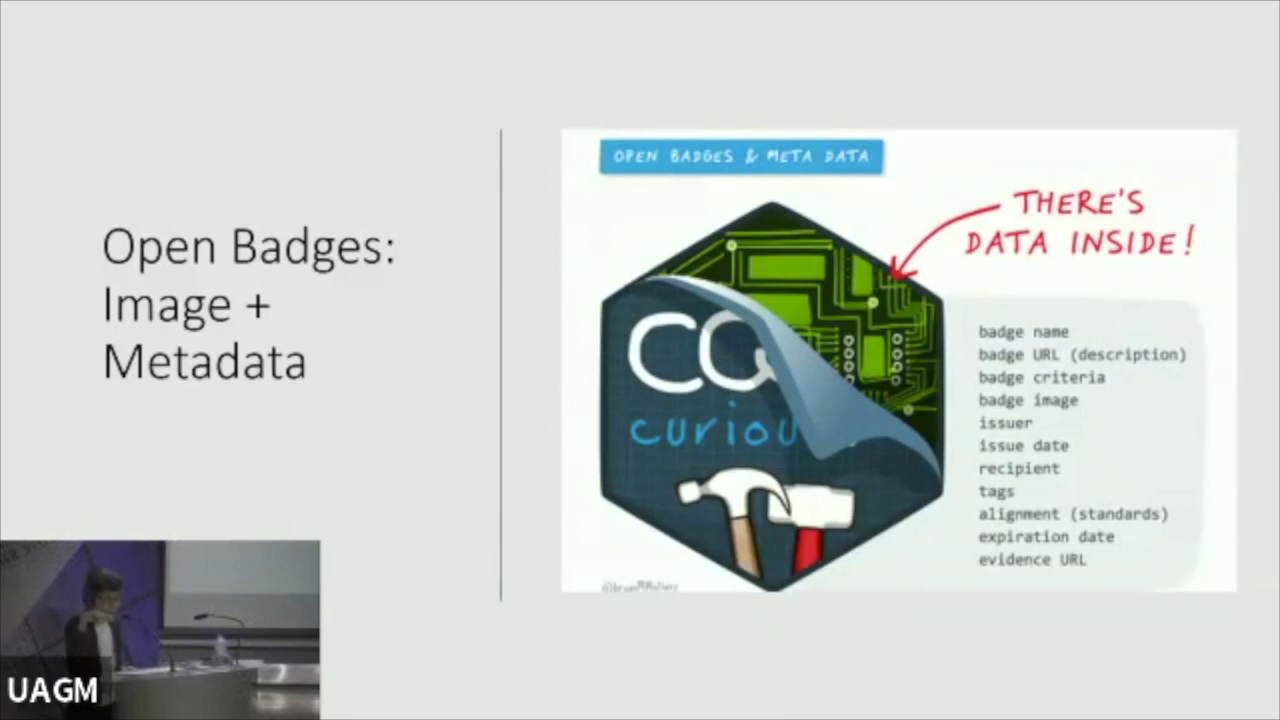 Open Badges:
Image +
Metadata
OPEN BADGES & META DATA
THERE'S
DATA INSIDE!
CQ
curiou
badge name
badge URL (description)
badge criteria
badge image
issuer
issue date
recipient
tags
alignment (standards)
expiration date
evidence URL
UAGM